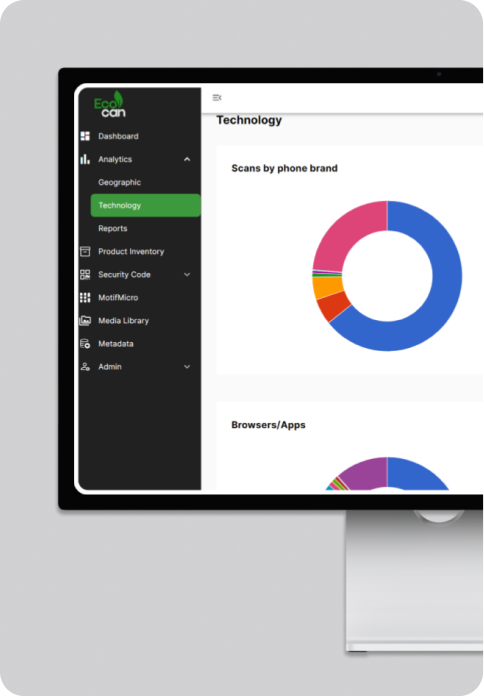 Eco
can
Technology
Dashboard
Analytics
Geographic
Technology
Reports
Product Inventory
Security Code
MotifMicro
Media Library
Metadata
Admin
Scans by phone brand
Browsers/Apps